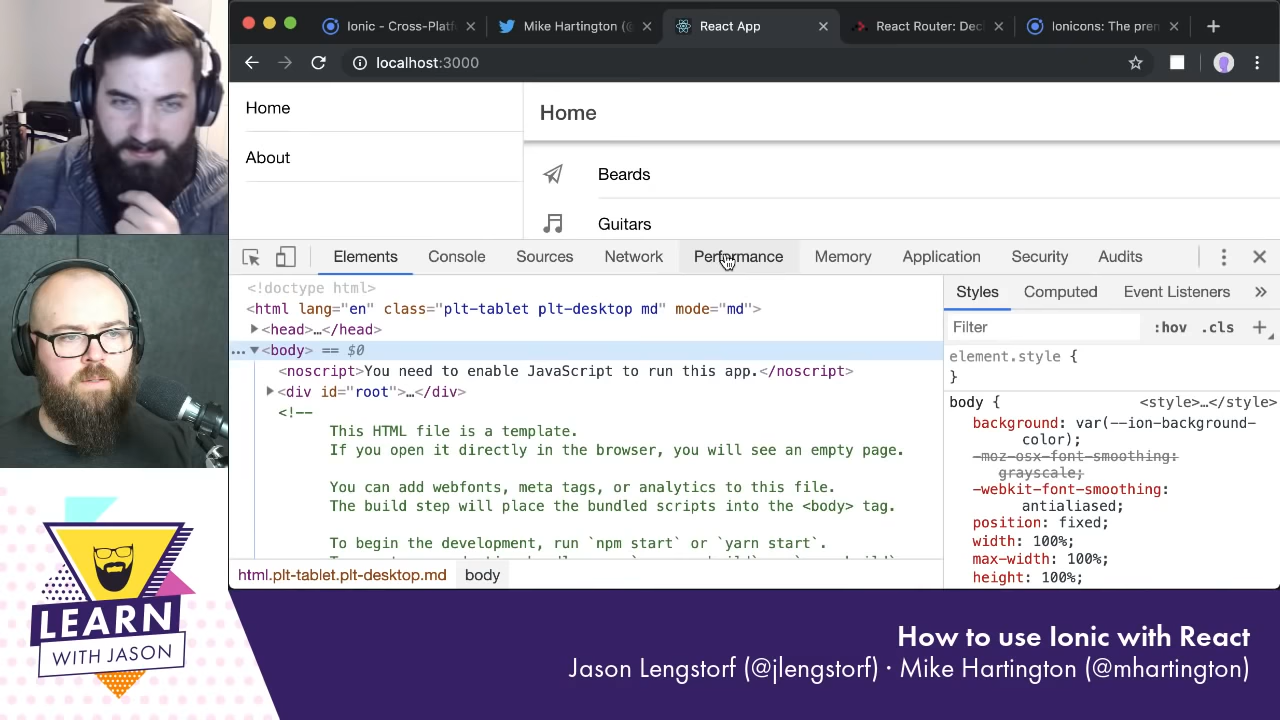 Ionic - Cross-Platf
Mike Hartington (@
React App
React Router: Decl
Ionicons: The prem
localhost:3000
Home
About
Home
Beards
Guitars
Elements
Console
Sources
Network
Performance
Memory
Application
Security
Audits
<!doctype html>
<html lang="en" class="plt-tablet plt-desktop md" mode="md">
<head>…</head>
<body> == $0
<noscript>You need to enable JavaScript to run this app.</noscript>
<div id="root">…</div>
<!--
This HTML file is a template.
If you open it directly in the browser, you will see an empty page.
You can add webfonts, meta tags, or analytics to this file.
The build step will place the bundled scripts into the <body> tag.
To begin the development, run `npm start` or `yarn start`.
html.plt-tablet.plt-desktop.md
body
Styles
Computed
Event Listeners
»
Filter
:hov
.cls
+
element.style {
}
body {
<style>…</style>
background: var(--ion-background-
color);
-moz-osx-font-smoothing:
grayscale;
-webkit-font-smoothing:
antialiased;
position: fixed;
width: 100%;
max-width: 100%;
height: 100%;
LEARN
WITH JASON
How to use Ionic with React
Jason Lengstorf (@jlengstorf) · Mike Hartington (@mhartington)